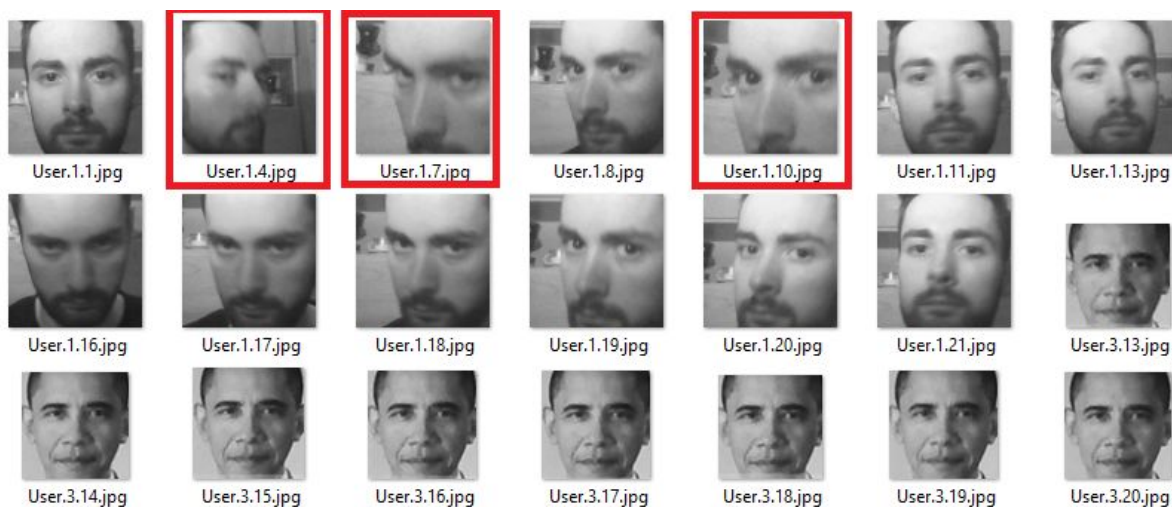 User.1.1.jpg User.1.4.jpg User.1.7.jpg User.1.8.jpg User.1.10.jpg User.1.11.jpg User.1.13.jpg
User.1.16.jpg User.1.17.jpg User.1.18.jpg User.1.19.jpg User.1.20.jpg User.1.21.jpg User.3.13.jpg
User.3.14.jpg User.3.15.jpg User.3.16.jpg User.3.17.jpg User.3.18.jpg User.3.19.jpg User.3.20.jpg